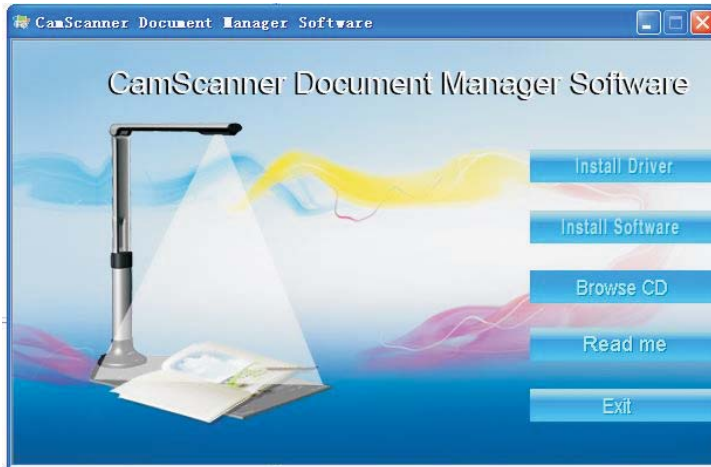 CamScanner Document Manager Software
CamScanner Document Manager Software
Install Driver
Install Software
Browse CD
Read me
Exit